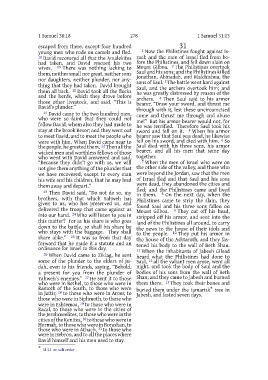 1 Samuel 30:18
278
1 Samuel 31:13
escaped from there, except four hundred
young men who rode on camels and fled.
18 David recovered all that the Amalekites
had taken, and David rescued his two
wives. 19 There was nothing lacking to
them, neither small nor great, neither sons
nor daughters, neither plunder, nor any-
thing that they had taken. David brought
them all back. 20 David took all the flocks
and the herds, which they drove before
those other livestock, and said, “This is
David’s plunder.”
21 David came to the two hundred men,
who were so faint that they could not
follow David, whom also they had made to
stay at the brook Besor; and they went out
to meet David, and to meet the people who
were with him. When David came near to
the people, he greeted them. 22 Then all the
wicked men and worthless fellows, of those
who went with David answered and said,
“Because they didn’t go with us, we will
not give them anything of the plunder that
we have recovered, except to every man
his wife and his children, that he may lead
them away and depart.”
23 Then David said, “Do not do so, my
brothers, with that which Yahweh has
given to us, who has preserved us, and
delivered the troop that came against us
into our hand. 24 Who will listen to you in
this matter? For as his share is who goes
down to the battle, so shall his share be
who stays with the baggage. They shall
share alike.” 25 It was so from that day
forward that he made it a statute and an
ordinance for Israel to this day.
26 When David came to Ziklag, he sent
some of the plunder to the elders of Ju-
dah, even to his friends, saying, “Behold,
a present for you from the plunder of
Yahweh’s enemies.” 27 He sent it to those
who were in Bethel, to those who were in
Ramoth of the South, to those who were
in Jattir, 28 to those who were in Aroer, to
those who were in Siphmoth, to those who
were in Eshtemoa, 29 to those who were in
Racal, to those who were in the cities of
the Jerahmeelites, to those who were in the
cities of the Kenites, 30 to those who were in
Hormah, to those who were in Borashan, to
those who were in Athach, 31 to those who
were in Hebron, and to all the places where
David himself and his men used to stay.
31
1 Now the Philistines fought against Is-
rael; and the men of Israel fled from be-
fore the Philistines, and fell down slain on
Mount Gilboa. 2 The Philistines overtook
Saul and his sons; and the Philistines killed
Jonathan, Abinadab, and Malchishua, the
sons of Saul. 3 The battle went hard against
Saul, and the archers overtook him; and
he was greatly distressed by reason of the
archers. 4 Then Saul said to his armor
bearer, “Draw your sword, and thrust me
through with it, lest these uncircumcised
come and thrust me through and abuse
me!” But his armor bearer would not; for
he was terrified. Therefore Saul took his
sword and fell on it. 5 When his armor
bearer saw that Saul was dead, he likewise
fell on his sword, and died with him. 6 So
Saul died with his three sons, his armor
bearer, and all his men that same day
together.
7 When the men of Israel who were on
the other side of the valley, and those who
were beyond the Jordan, saw that the men
of Israel fled and that Saul and his sons
were dead, they abandoned the cities and
fled; and the Philistines came and lived
in them. 8 On the next day, when the
Philistines came to strip the slain, they
found Saul and his three sons fallen on
Mount Gilboa. 9 They cut off his head,
stripped off his armor, and sent into the
land of the Philistines all around, to carry
the news to the house of their idols and
to the people. 10 They put his armor in
the house of the Ashtaroth, and they fas-
tened his body to the wall of Beth Shan.
11 When the inhabitants of Jabesh Gilead
heard what the Philistines had done to
Saul, 12 all the valiant men arose, went all
night, and took the body of Saul and the
bodies of his sons from the wall of Beth
Shan; and they came to Jabesh and burned
them there. 13 They took their bones and
buried them under the tamarisk* tree in
Jabesh, and fasted seven days.
* 31:13 or, salt cedar